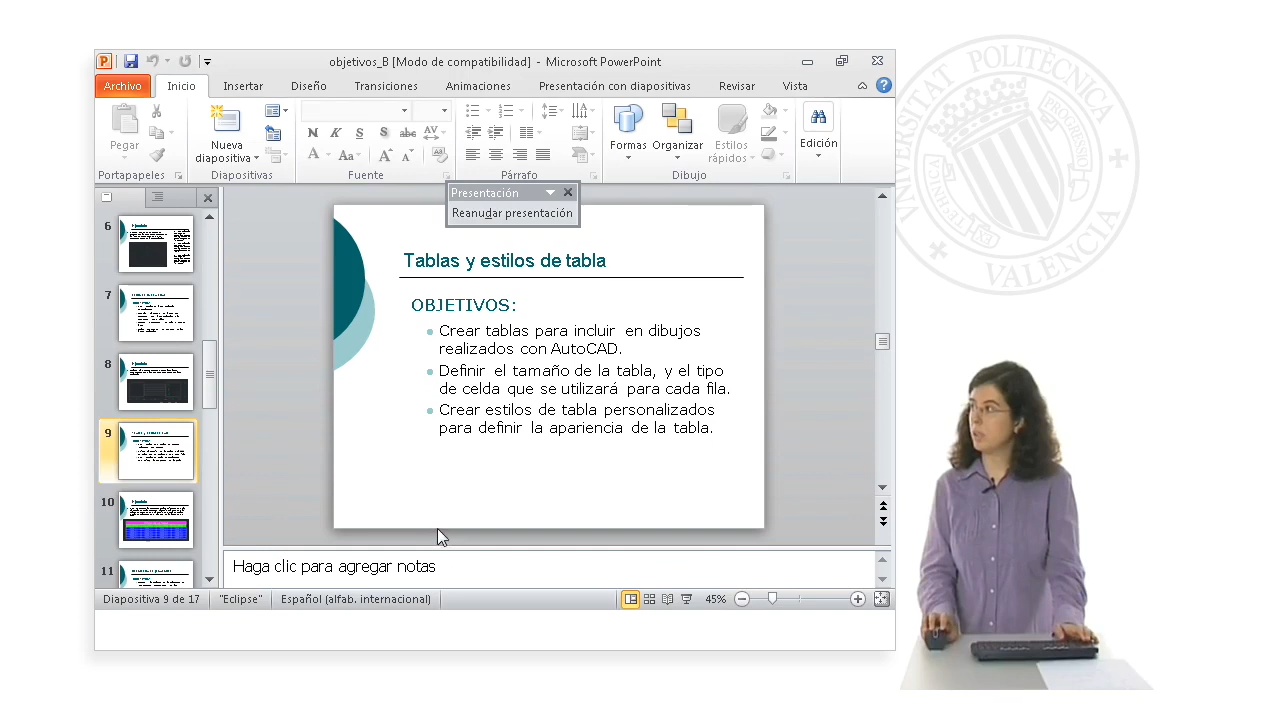 objetivos_B [Modo de compatibilidad] - Microsoft PowerPoint
Archivo Inicio Insertar Diseño Transiciones Animaciones Presentación con diapositivas Revisar Vista
Pegar
Nueva
diapositiva
Formas Organizar Estilos
rápidos
Edición
Portapapeles Diapositivas Fuente Párrafo Dibujo
Presentación
Reanudar presentación
6
7
8
9
10
11
Tablas y estilos de tabla
OBJETIVOS:
Crear tablas para incluir en dibujos
realizados con AutoCAD.
Definir el tamaño de la tabla, y el tipo
de celda que se utilizará para cada fila.
Crear estilos de tabla personalizados
para definir la apariencia de la tabla.
Haga clic para agregar notas
Diapositiva 9 de 17 "Eclipse" Español (alfab. internacional) 45%
UNIVERSITAT POLITÈCNICA
VALÈNCIA